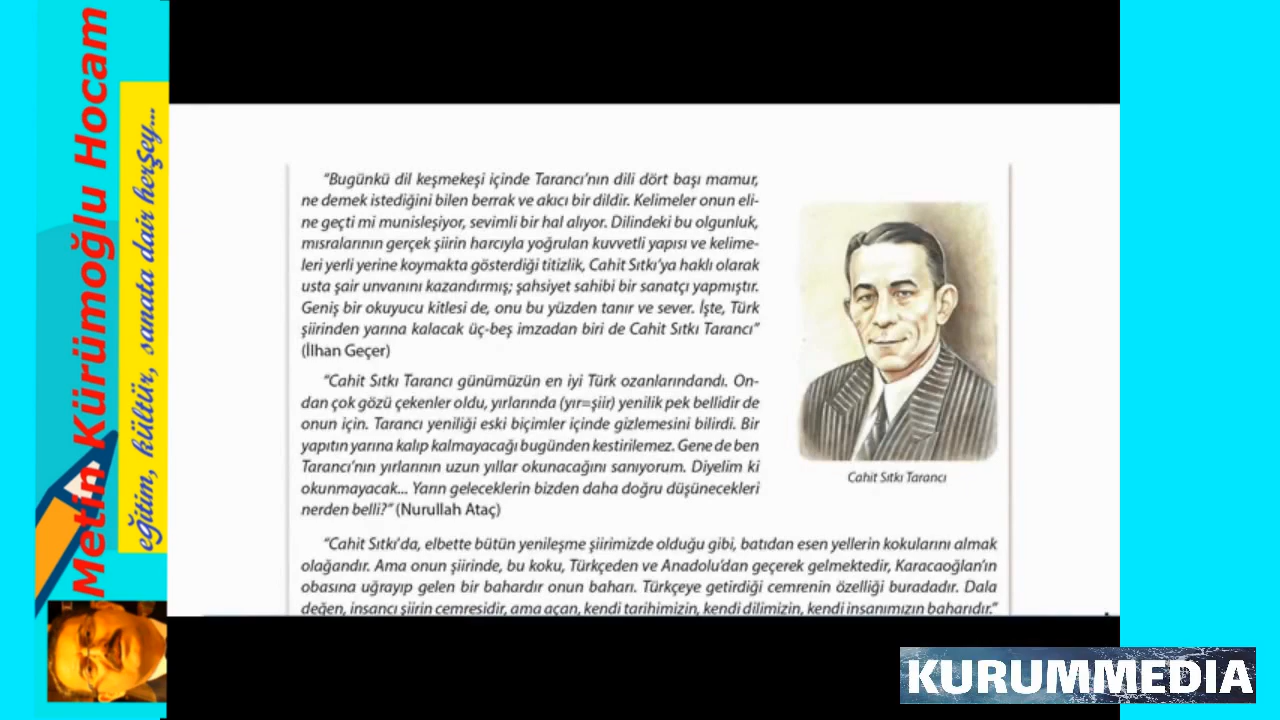 Metin Kürümoğlu Hocam
eğitim, kültür, sanata dair herşey...
“Bugünkü dil keşmekeşi içinde Tarancı’nın dili dört başı mamur,
ne demek istediğini bilen berrak ve akıcı bir dildir. Kelimeler onun eli-
ne geçti mi munisleşiyor, sevimli bir hal alıyor. Dilindeki bu olgunluk,
mısralarının gerçek şiirin harcıyla yoğrulan kuvvetli yapısı ve kelime-
leri yerli yerine koymakta gösterdiği titizlik, Cahit Sıtkı’ya haklı olarak
usta şair unvanını kazandırmış; şahsiyet sahibi bir sanatçı yapmıştır.
Geniş bir okuyucu kitlesi de, onu bu yüzden tanır ve sever. İşte, Türk
şiirinden yarına kalacak üç-beş imzadan biri de Cahit Sıtkı Tarancı”
(İlhan Geçer)
“Cahit Sıtkı Tarancı günümüzün en iyi Türk ozanlarındandı. On-
dan çok gözü çekenler oldu, yırlarında (yır=şiir) yenilik pek bellidir de
onun için. Tarancı yeniliği eski biçimler içinde gizlemesini bilirdi. Bir
yapıtın yarına kalıp kalmayacağı bugünden kestirilemez. Gene de ben
Tarancı’nın yırlarının uzun yıllar okunacağını sanıyorum. Diyelim ki
okunmayacak... Yarın geleceklerin bizden daha doğru düşünecekleri
nerden belli?” (Nurullah Ataç)
Cahit Sıtkı Tarancı
“Cahit Sıtkı’da, elbette bütün yenileşme şiirimizde olduğu gibi, batıdan esen yellerin kokularını almak
olağandır. Ama onun şiirinde, bu koku, Türkçeden ve Anadolu’dan geçerek gelmektedir, Karacaoğlan’ın
obasına uğrayıp gelen bir bahardır onun baharı. Türkçeye getirdiği cemrenin özelliği buradadır. Dala
değen, insancı şiirin cemresidir, ama açan, kendi tarihimizin, kendi dilimizin, kendi insanımızın baharıdır.”
KURUMMEDIA